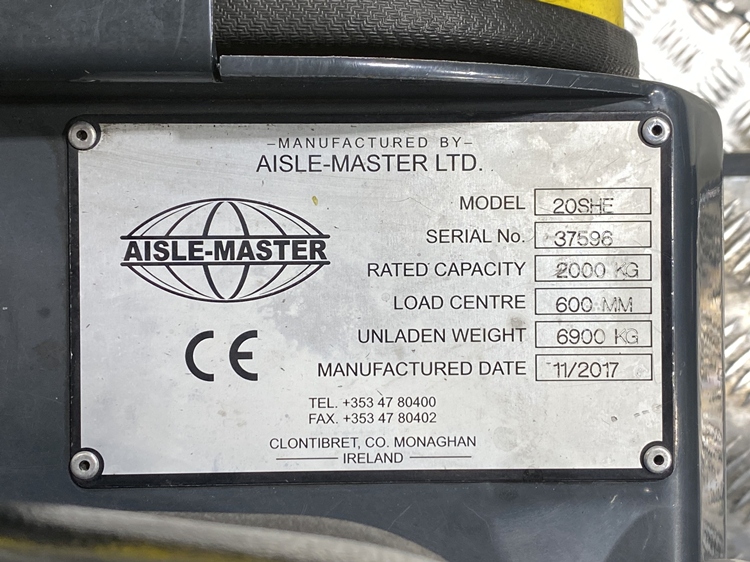 -MANUFACTURED BY-
AISLE-MASTER LTD.
AISLE-MASTER
CE
MODEL 20SHE
SERIAL No. 37596
RATED CAPACITY 2000 KG
LOAD CENTRE 600 MM
UNLADEN WEIGHT 6900 KG
MANUFACTURED DATE 11/2017
TEL. +353 47 80400
FAX. +353 47 80402
CLONTIBRET, CO. MONAGHAN
IRELAND